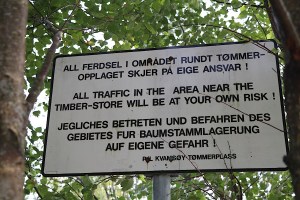 ALL FERDSEL I OMRÅDET RUNDT TØMMER-
OPPLAGET SKJER PÅ EIGE ANSVAR !
ALL TRAFFIC IN THE AREA NEAR THE
TIMBER-STORE WILL BE AT YOUR OWN RISK !
JEGLICHES BETRETEN UND BEFAHREN DES
GEBIETES FUR BAUMSTAMMLAGERUNG
AUF EIGENE GEFAHR !
KVAMSØY TØMMERPLASS